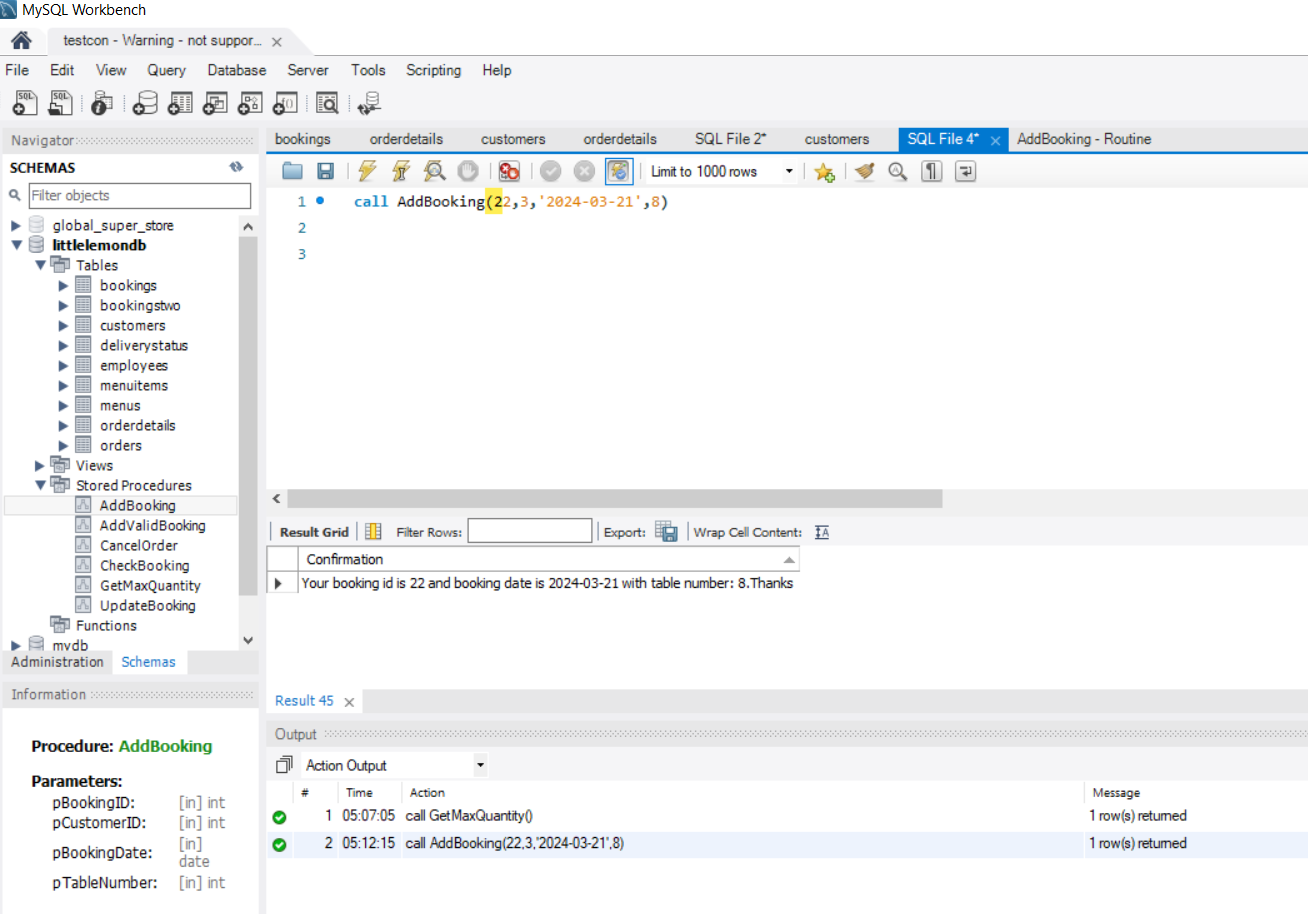 MySQL Workbench
testcon - Warning - not suppor...
File Edit View Query Database Server Tools Scripting Help
Navigator
SCHEMAS
Filter objects
global_super_store
littlelemondb
Tables
bookings
bookingstwo
customers
deliverystatus
employees
menuitems
menus
orderdetails
orders
Views
Stored Procedures
AddBooking
AddValidBooking
CancelOrder
CheckBooking
GetMaxQuantity
UpdateBooking
Functions
mydb
Administration Schemas
Information
Procedure: AddBooking
Parameters:
pBookingID: [in] int
pCustomerID: [in] int
pBookingDate: [in] date
pTableNumber: [in] int
bookings orderdetails customers orderdetails SQL File 2* customers SQL File 4* AddBooking - Routine
Limit to 1000 rows
1 call AddBooking(22,3,'2024-03-21',8)
2
3
Result Grid Filter Rows: Export: Wrap Cell Content:
Confirmation
Your booking id is 22 and booking date is 2024-03-21 with table number: 8.Thanks
Result 45
Output
Action Output
# Time Action Message
1 05:07:05 call GetMaxQuantity() 1 row(s) returned
2 05:12:15 call AddBooking(22,3,'2024-03-21',8) 1 row(s) returned